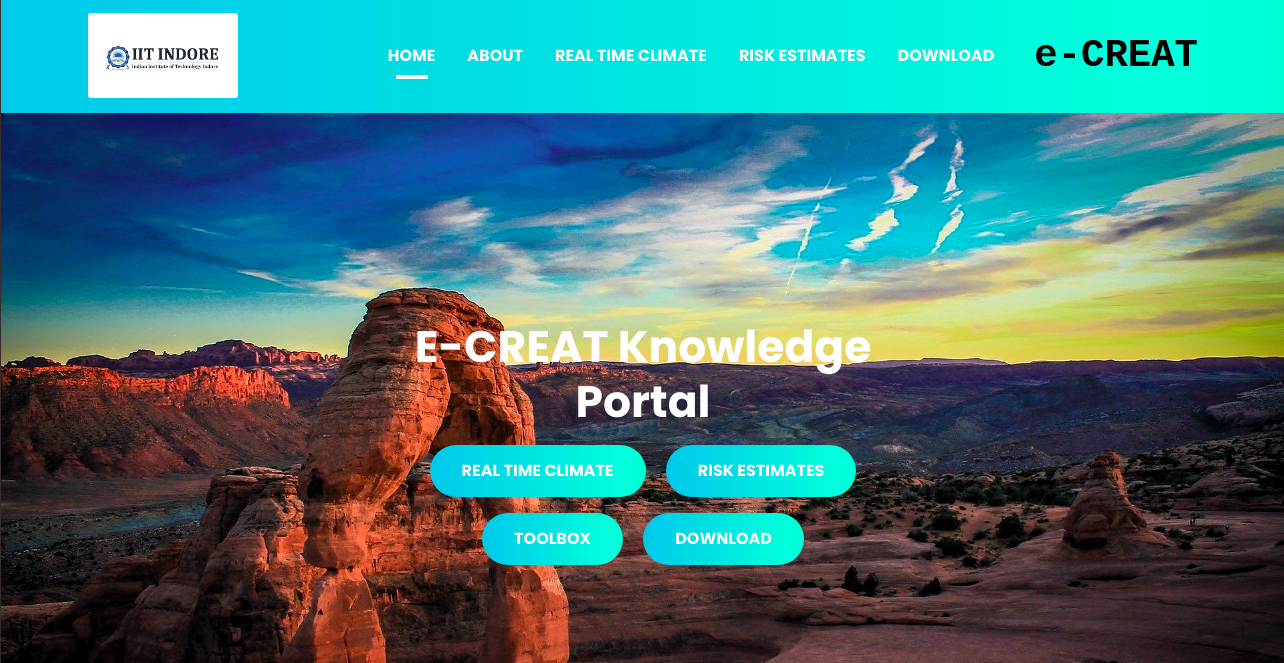 IIT INDORE
Indian Institute of Technology Indore
HOME ABOUT REAL TIME CLIMATE RISK ESTIMATES DOWNLOAD
e-CREAT
E-CREAT Knowledge
Portal
REAL TIME CLIMATE RISK ESTIMATES
TOOLBOX DOWNLOAD